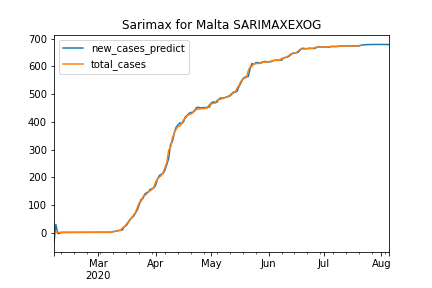 Sarimax for Malta SARIMAXEXOG
new_cases_predict
total_cases
700
600
500
400
300
200
100
0
Mar
2020
Apr
May
Jun
Jul
Aug